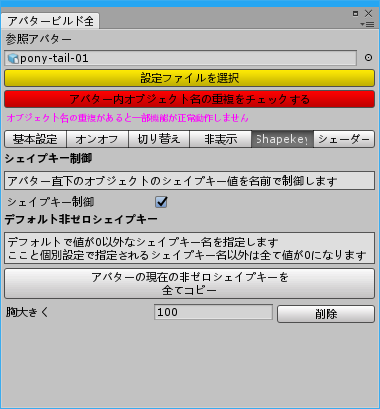 アバタービルド全
参照アバター
pony-tail-01
設定ファイルを選択
アバター内オブジェクト名の重複をチェックする
オブジェクト名の重複があると一部機能が正常動作しません
基本設定 オンオフ 切り替え 非表示 Shapekey シェーダー
シェイプキー制御
アバター直下のオブジェクトのシェイプキー値を名前で制御します
シェイプキー制御
デフォルト非ゼロシェイプキー
デフォルトで値が0以外なシェイプキー名を指定します
ここと個別設定で指定されるシェイプキー名以外は全て値が0になります
アバターの現在の非ゼロシェイプキーを
全てコピー
胸大きく 100 削除